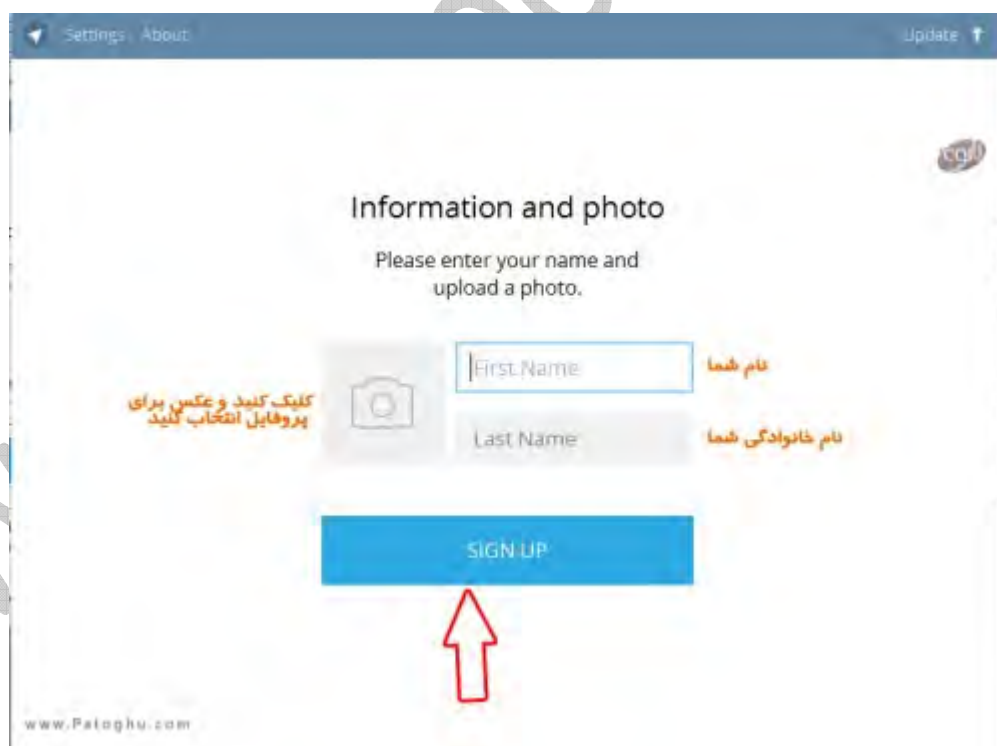 Settings About Update
Information and photo
Please enter your name and
upload a photo.
First Name نام شما
کلیک کنید و عکس برای
پروفایل انتخاب کنید
Last Name نام خانوادگی شما
SIGN UP
www.Patoghu.com